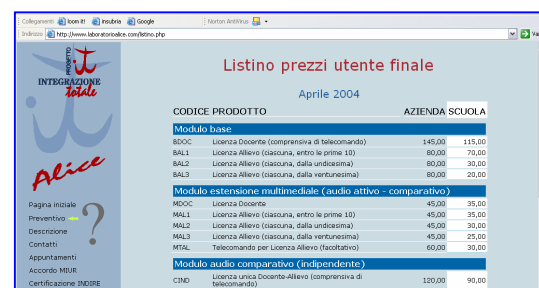 Collegamenti loom it! Insubria Google Norton AntiVirus
Indirizzo http://www.laboratorioalice.com/listino.php Va
PROGETTO
it
INTEGRAZIONE
totale
Alice
Pagina iniziale
Preventivo
Descrizione
Contatti
Appuntamenti
Accordo MIUR
Certificazione INDIRE
?
Listino prezzi utente finale
Aprile 2004
CODICE PRODOTTO AZIENDA SCUOLA
Modulo base
BDOC Licenza Docente (comprensiva di telecomando) 145,00 115,00
BAL1 Licenza Allievo (ciascuna, entro le prime 10) 80,00 70,00
BAL2 Licenza Allievo (ciascuna, dalla undicesima) 80,00 30,00
BAL3 Licenza Allievo (ciascuna, dalla ventunesima) 80,00 20,00
Modulo estensione multimediale (audio attivo - comparativo)
MDOC Licenza Docente 45,00 35,00
MAL1 Licenza Allievo (ciascuna, entro le prime 10) 45,00 35,00
MAL2 Licenza Allievo (ciascuna, dalla undicesima) 45,00 30,00
MAL3 Licenza Allievo (ciascuna, dalla ventunesima) 45,00 25,00
MTAL Telecomando per Licenza Allievo (facoltativo) 60,00 30,00
Modulo audio comparativo (indipendente)
CIND Licenza unica Docente-Allievo (comprensiva di telecomando) 120,00 90,00